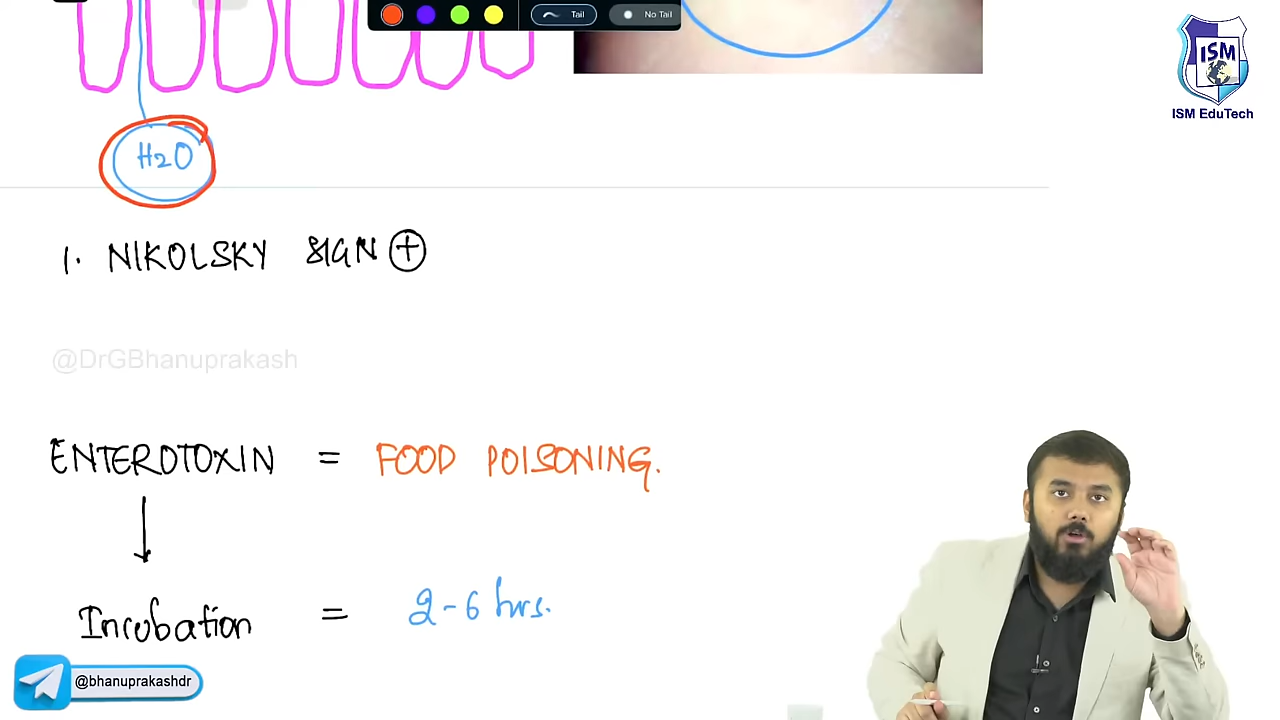 Tail
No Tail
ISM
ISM EduTech
H2O
1. NIKOLSKY SIGN +
@DrGBhanuprakash
ENTEROTOXIN = FOOD POISONING.
Incubation = 2-6 hrs.
@bhanuprakashdr